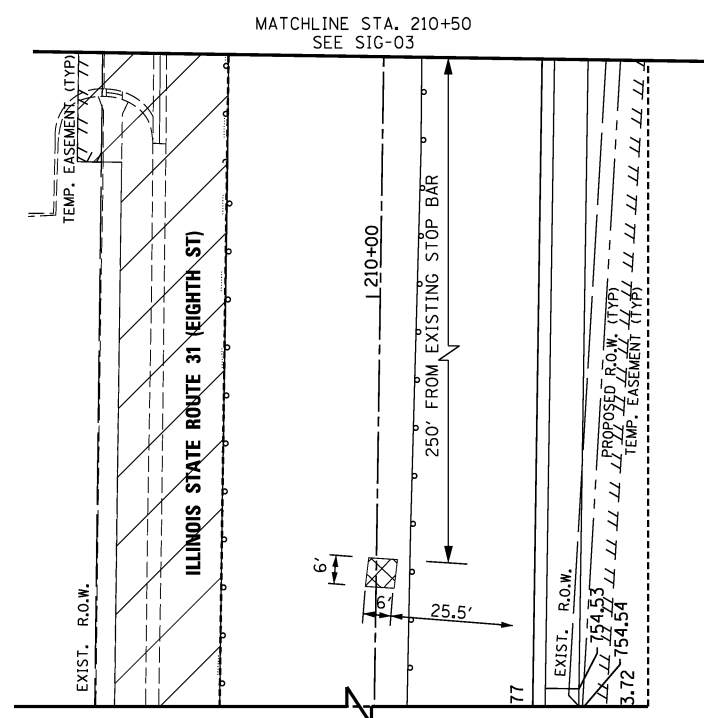 MATCHLINE STA. 210+50
SEE SIG-03
TEMP. EASEMENT (TYP)
ILLINOIS STATE ROUTE 31 (EIGHTH ST)
210+00
250' FROM EXISTING STOP BAR
PROPOSED R.O.W. (TYP)
TEMP. EASEMENT (TYP)
6'
6'
25.5'
EXIST. R.O.W.
EXIST. R.O.W.
77
754.53
754.54
3.72
N